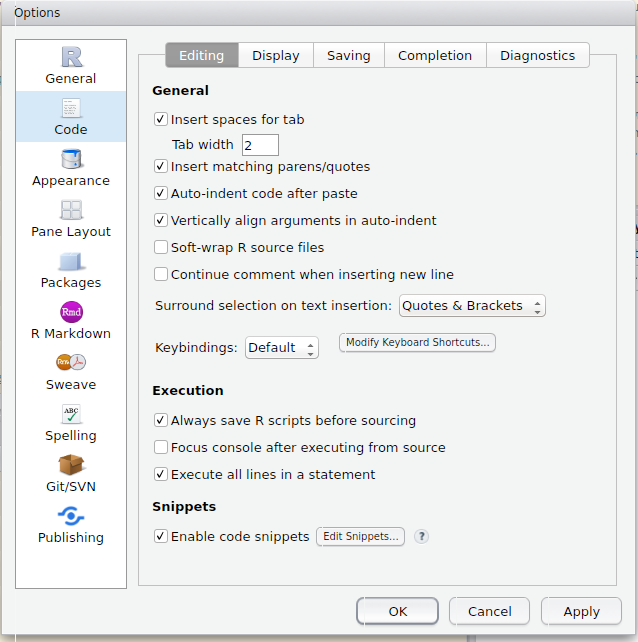 Options
General
Code
Appearance
Pane Layout
Packages
Rmd
R Markdown
Sweave
ABC
Spelling
Git/SVN
Publishing
Editing Display Saving Completion Diagnostics
General
Insert spaces for tab
Tab width 2
Insert matching parens/quotes
Auto-indent code after paste
Vertically align arguments in auto-indent
Soft-wrap R source files
Continue comment when inserting new line
Surround selection on text insertion: Quotes & Brackets
Keybindings: Default Modify Keyboard Shortcuts...
Execution
Always save R scripts before sourcing
Focus console after executing from source
Execute all lines in a statement
Snippets
Enable code snippets Edit Snippets... ?
OK Cancel Apply